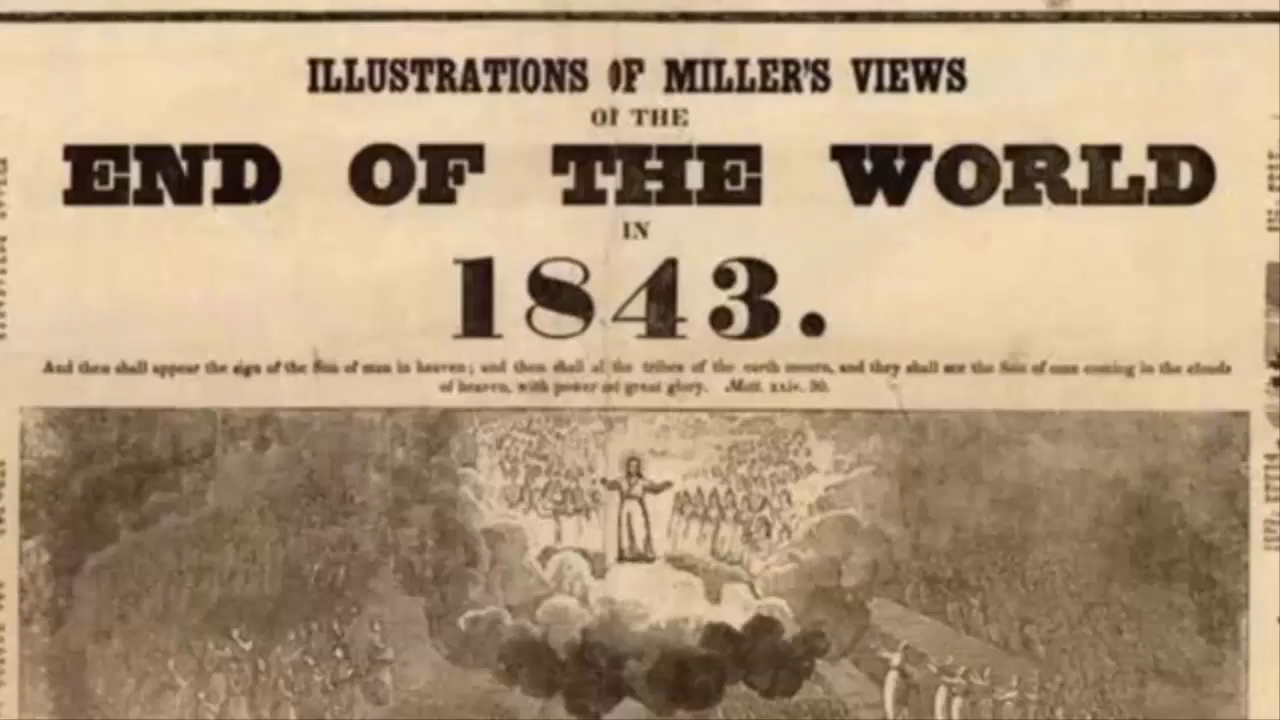 ILLUSTRATIONS OF MILLER'S VIEWS
OF THE
END OF THE WORLD
IN
1843.
And then shall appear the sign of the Son of man in heaven; and then shall all the tribes of the earth mourn, and they shall see the Son of man coming in the clouds
of heaven, with power and great glory. Matt. xxiv. 30.